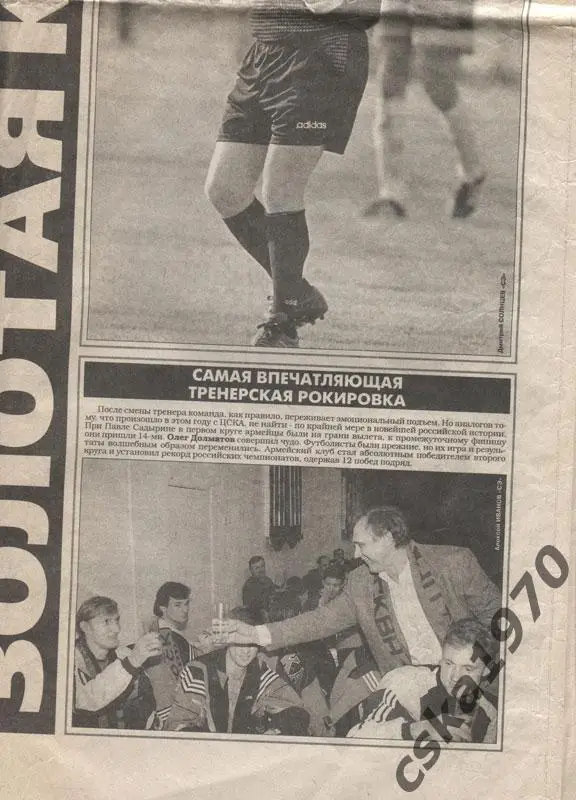 ЗОЛОТАЯ К
adidas
Дмитрий СОЛНЦЕВ «СЭ»
САМАЯ ВПЕЧАТЛЯЮЩАЯ
ТРЕНЕРСКАЯ РОКИРОВКА
После смены тренера команда, как правило, переживает эмоциональный подъем. Но аналогов то-
му, что произошло в этом году с ЦСКА, не найти - по крайней мере в новейшей российской истории.
При Павле Садырине в первом круге армейцы были на грани вылета, к промежуточному финишу
они пришли 14-ми. Олег Долматов совершил чудо. Футболисты были прежние, но их игра и резуль-
таты волшебным образом переменились. Армейский клуб стал абсолютным победителем второго
круга и установил рекорд российских чемпионатов, одержав 12 побед подряд.
Алексей ИВАНОВ «СЭ»
cska1970